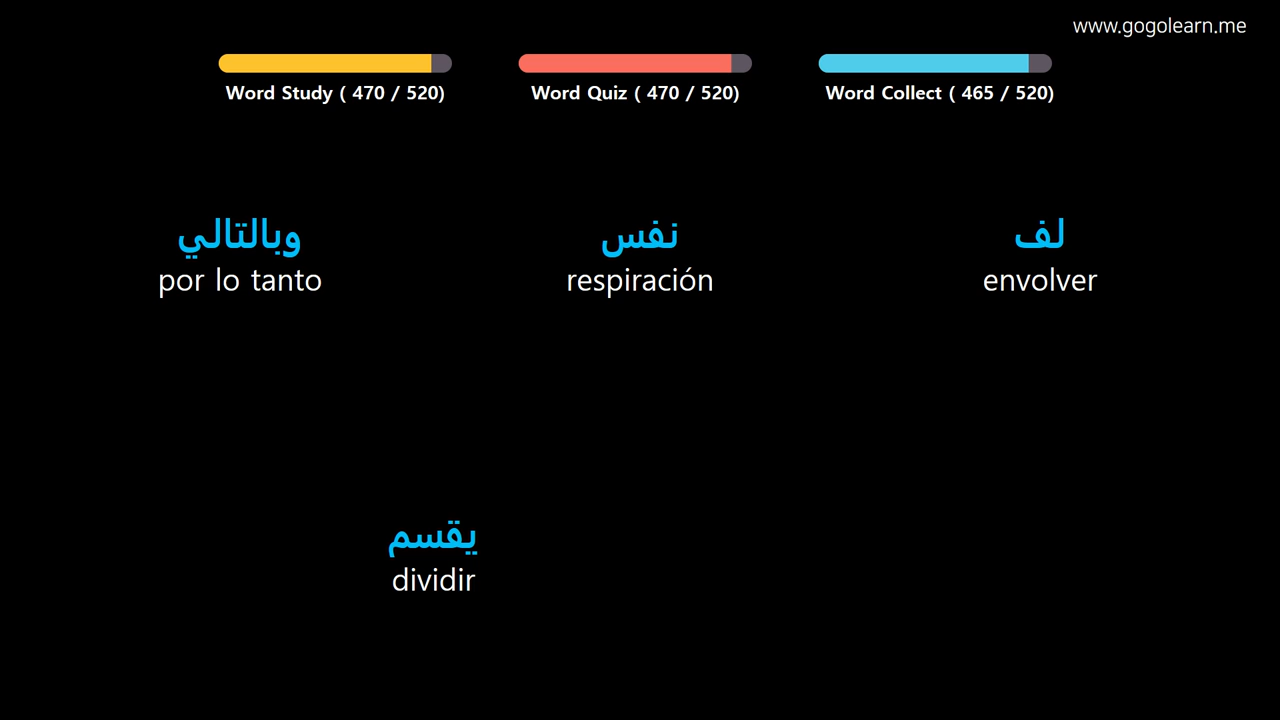 www.gogolearn.me
Word Study ( 470 / 520)
Word Quiz ( 470 / 520)
Word Collect ( 465 / 520)
وبالتالي
por lo tanto
نفس
respiración
لف
envolver
يقسم
dividir